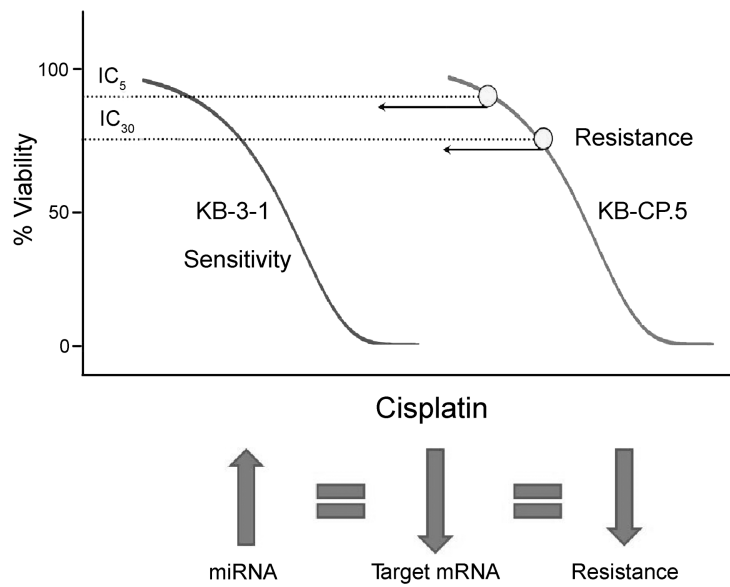 100
IC5
IC30
Resistance
% Viability
50
KB-3-1
KB-CP.5
Sensitivity
0
Cisplatin
miRNA
Target mRNA
Resistance